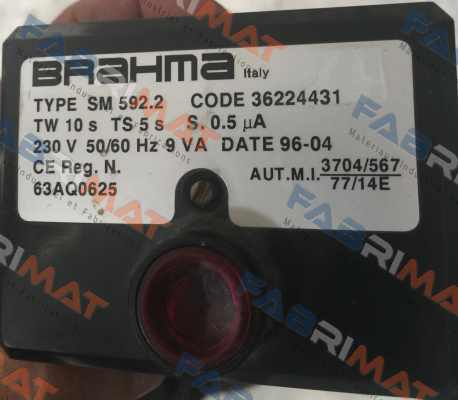 BRAHMA Italy
TYPE SM 592.2 CODE 36224431
TW 10 s TS 5 s S. 0.5 µA
230 V 50/60 Hz 9 VA DATE 96-04
CE Reg. N.
63AQ0625
AUT.M.I. 3704/567
77/14E
FABRIMAT
FABRIMAT
FABRIMAT
FABRIMAT